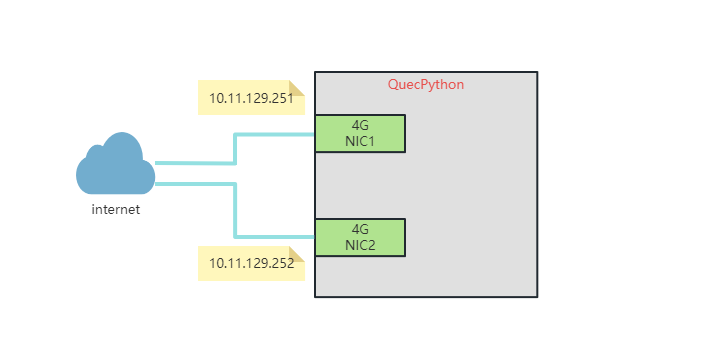 QuecPython
10.11.129.251
4G
NIC1
internet
4G
NIC2
10.11.129.252